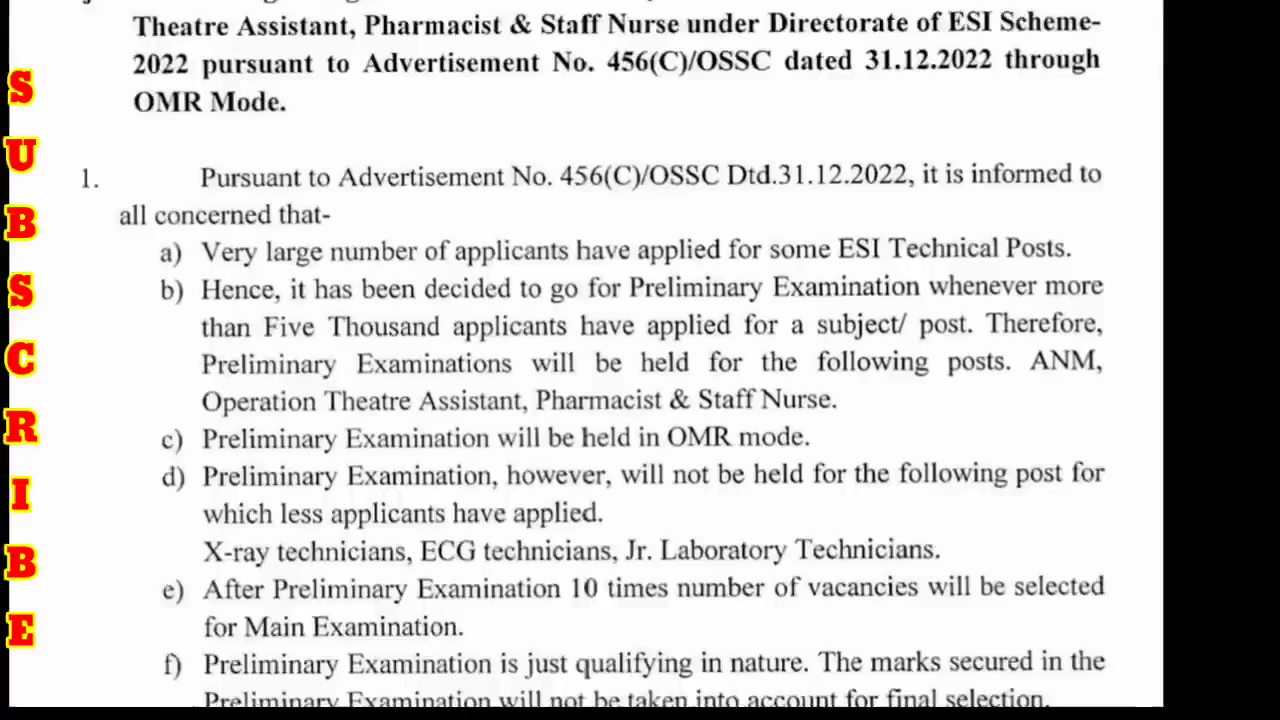 Theatre Assistant, Pharmacist & Staff Nurse under Directorate of ESI Scheme-
2022 pursuant to Advertisement No. 456(C)/OSSC dated 31.12.2022 through
OMR Mode.
1. Pursuant to Advertisement No. 456(C)/OSSC Dtd.31.12.2022, it is informed to
all concerned that-
a) Very large number of applicants have applied for some ESI Technical Posts.
b) Hence, it has been decided to go for Preliminary Examination whenever more
than Five Thousand applicants have applied for a subject/ post. Therefore,
Preliminary Examinations will be held for the following posts. ANM,
Operation Theatre Assistant, Pharmacist & Staff Nurse.
c) Preliminary Examination will be held in OMR mode.
d) Preliminary Examination, however, will not be held for the following post for
which less applicants have applied.
X-ray technicians, ECG technicians, Jr. Laboratory Technicians.
e) After Preliminary Examination 10 times number of vacancies will be selected
for Main Examination.
f) Preliminary Examination is just qualifying in nature. The marks secured in the
Preliminary Examination will not be taken into account for final selection.
SUBSCRIBE